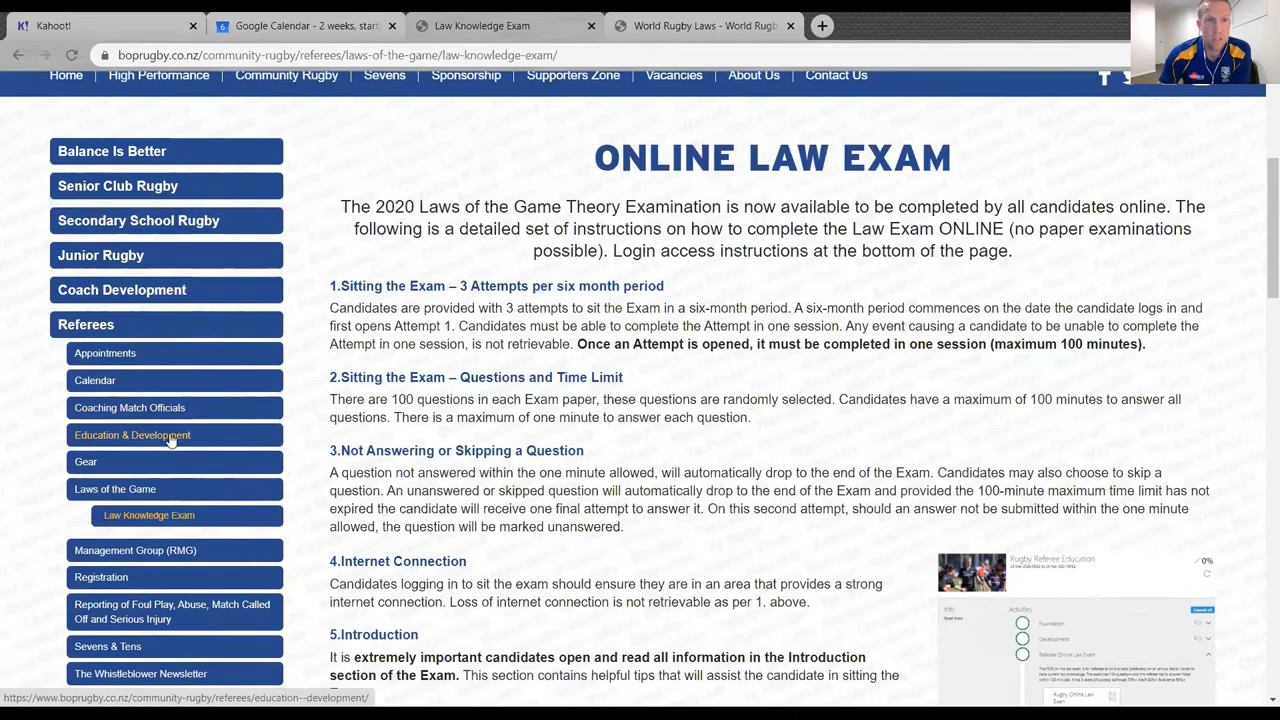 Kahoot!
Google Calendar - 2 weeks, start
Law Knowledge Exam
World Rugby Laws - World Rugb
boprugby.co.nz/community-rugby/referees/laws-of-the-game/law-knowledge-exam/
Home High Performance Community Rugby Sevens Sponsorship Supporters Zone Vacancies About Us Contact Us
Balance Is Better
Senior Club Rugby
Secondary School Rugby
Junior Rugby
Coach Development
Referees
Appointments
Calendar
Coaching Match Officials
Education & Development
Gear
Laws of the Game
Law Knowledge Exam
Management Group (RMG)
Registration
Reporting of Foul Play, Abuse, Match Called
Off and Serious Injury
Sevens & Tens
The Whistleblower Newsletter
https://www.boprugby.co.nz/community-rugby/referees/education--development/
ONLINE LAW EXAM
The 2020 Laws of the Game Theory Examination is now available to be completed by all candidates online. The
following is a detailed set of instructions on how to complete the Law Exam ONLINE (no paper examinations
possible). Login access instructions at the bottom of the page.
1.Sitting the Exam – 3 Attempts per six month period
Candidates are provided with 3 attempts to sit the Exam in a six-month period. A six-month period commences on the date the candidate logs in and
first opens Attempt 1. Candidates must be able to complete the Attempt in one session. Any event causing a candidate to be unable to complete the
Attempt in one session, is not retrievable. Once an Attempt is opened, it must be completed in one session (maximum 100 minutes).
2.Sitting the Exam – Questions and Time Limit
There are 100 questions in each Exam paper, these questions are randomly selected. Candidates have a maximum of 100 minutes to answer all
questions. There is a maximum of one minute to answer each question.
3.Not Answering or Skipping a Question
A question not answered within the one minute allowed, will automatically drop to the end of the Exam. Candidates may also choose to skip a
question. An unanswered or skipped question will automatically drop to the end of the Exam and provided the 100-minute maximum time limit has not
expired the candidate will receive one final attempt to answer it. On this second attempt, should an answer not be submitted within the one minute
allowed, the question will be marked unanswered.
4.Internet Connection
Candidates logging in to sit the exam should ensure they are in an area that provides a strong
internet connection. Loss of internet connection is not retrievable as per 1. above.
5.Introduction
It is extremely important candidates open and read all information in the Introduction
section of the Exam. This section contains helpful tips that will assist the candidate in sitting the
Rugby Referee Education
0%
Info
Read more
Activities
Foundation
Development
Referee Online Law Exam
Rugby Online Law
Exam